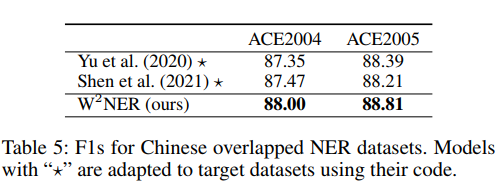 ACE2004 ACE2005
Yu et al. (2020) ⋆ 87.35 88.39
Shen et al. (2021) ⋆ 87.47 88.21
W²NER (ours) 88.00 88.81
Table 5: F1s for Chinese overlapped NER datasets. Models
with “⋆” are adapted to target datasets using their code.